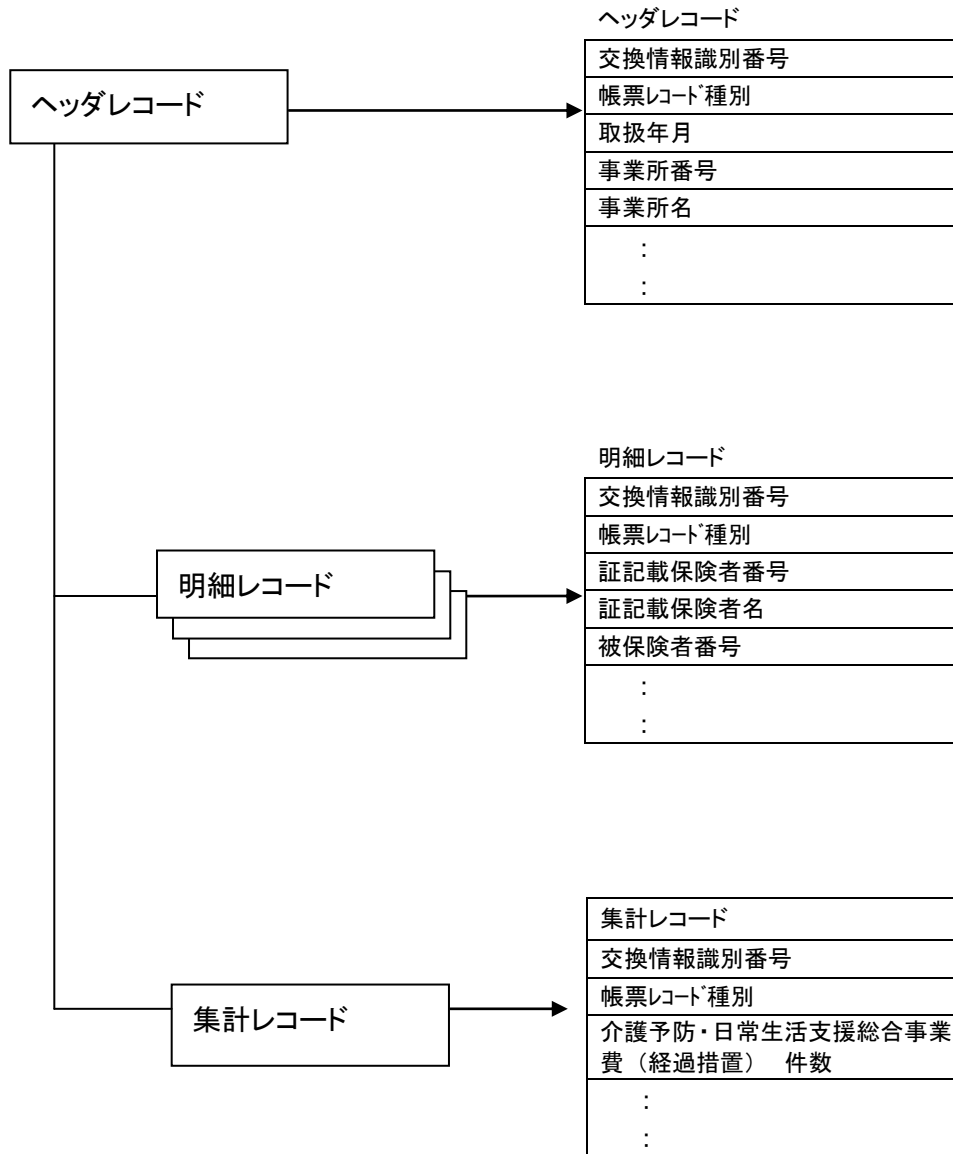 ヘッダレコード
ヘッダレコード
交換情報識別番号
帳票ﾚｺｰﾄﾞ種別
取扱年月
事業所番号
事業所名
:
:
明細レコード
明細レコード
交換情報識別番号
帳票ﾚｺｰﾄﾞ種別
証記載保険者番号
証記載保険者名
被保険者番号
:
:
集計レコード
集計レコード
交換情報識別番号
帳票ﾚｺｰﾄﾞ種別
介護予防・日常生活支援総合事業
費（経過措置）　件数
:
: